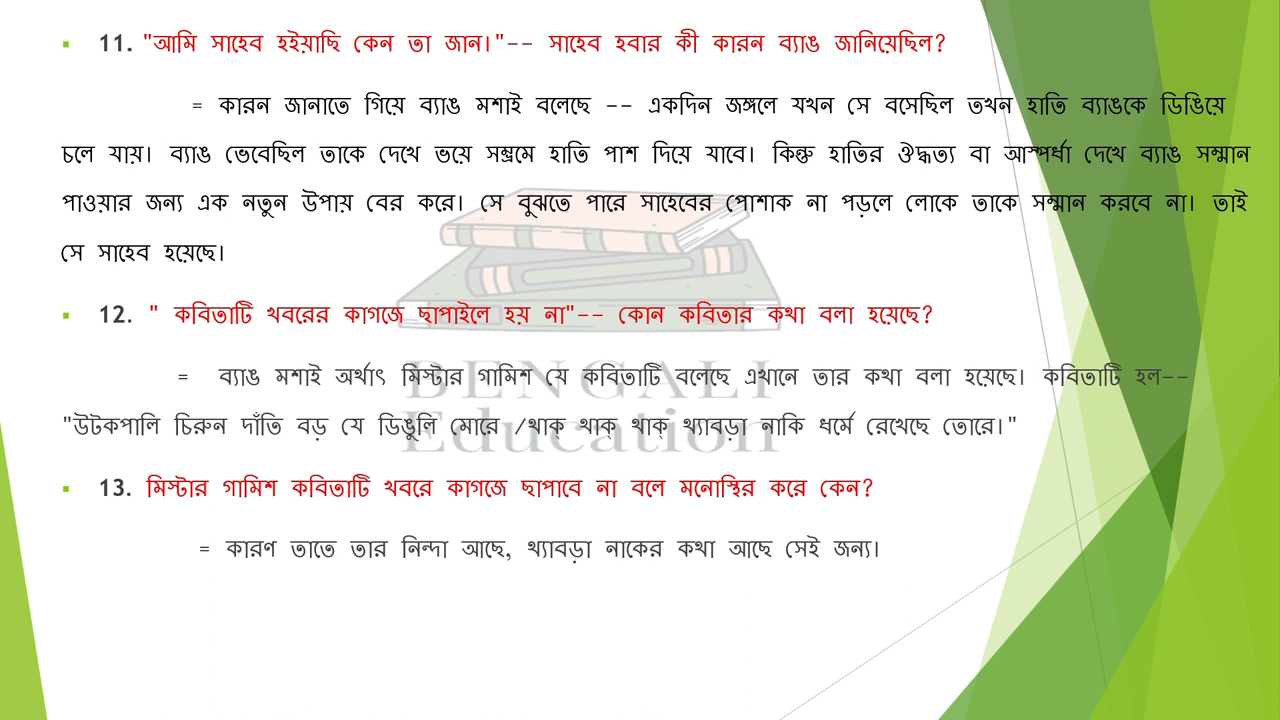 11. "আমি সাহেব হইয়াছি কেন তা জান।"-- সাহেব হবার কী কারন ব্যাঙ জানিয়েছিল?
= কারন জানাতে গিয়ে ব্যাঙ মশাই বলেছে -- একদিন জঙ্গলে যখন সে বসেছিল তখন হাতি ব্যাঙকে ডিঙিয়ে
চলে যায়। ব্যাঙ ভেবেছিল তাকে দেখে ভয়ে সম্ভ্রমে হাতি পাশ দিয়ে যাবে। কিন্তু হাতির ঔদ্ধত্য বা আস্পর্ধা দেখে ব্যাঙ সম্মান
পাওয়ার জন্য এক নতুন উপায় বের করে। সে বুঝতে পারে সাহেবের পোশাক না পড়লে লোকে তাকে সম্মান করবে না। তাই
সে সাহেব হয়েছে।
12. " কবিতাটি খবরের কাগজে ছাপাইলে হয় না"-- কোন কবিতার কথা বলা হয়েছে?
= ব্যাঙ মশাই অর্থাৎ মিস্টার গামিশ যে কবিতাটি বলেছে এখানে তার কথা বলা হয়েছে। কবিতাটি হল--
"উটকপালি চিরুন দাঁতি বড় যে ডিঙুলি মোরে /থাক্ থাক্ থাক্ থ্যাবড়া নাকি ধর্মে রেখেছে তোরে।"
13. মিস্টার গামিশ কবিতাটি খবরে কাগজে ছাপাবে না বলে মনোস্থির করে কেন?
= কারণ তাতে তার নিন্দা আছে, থ্যাবড়া নাকের কথা আছে সেই জন্য।
BENGALI
Education